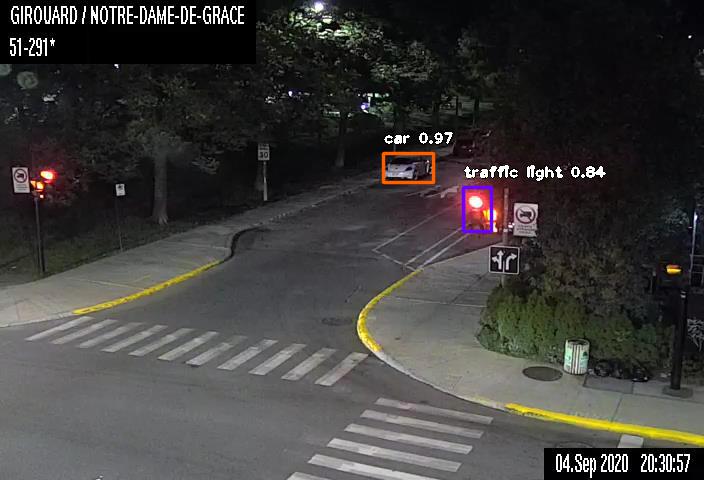 GIROUARD / NOTRE-DAME-DE-GRACE
51-291*
car 0.97
30
traffic light 0.84
04.Sep 2020 20:30:57